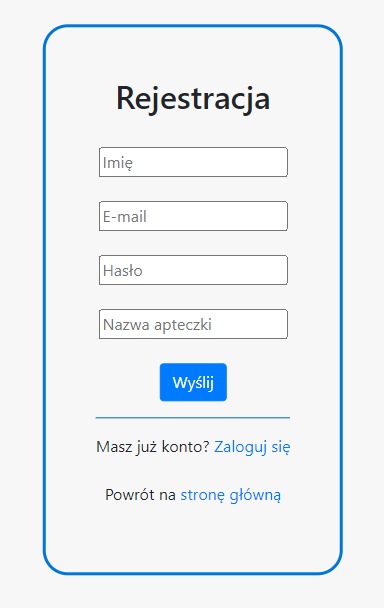 Rejestracja
Imię
E-mail
Hasło
Nazwa apteczki
Wyślij
Masz już konto? Zaloguj się
Powrót na stronę główną